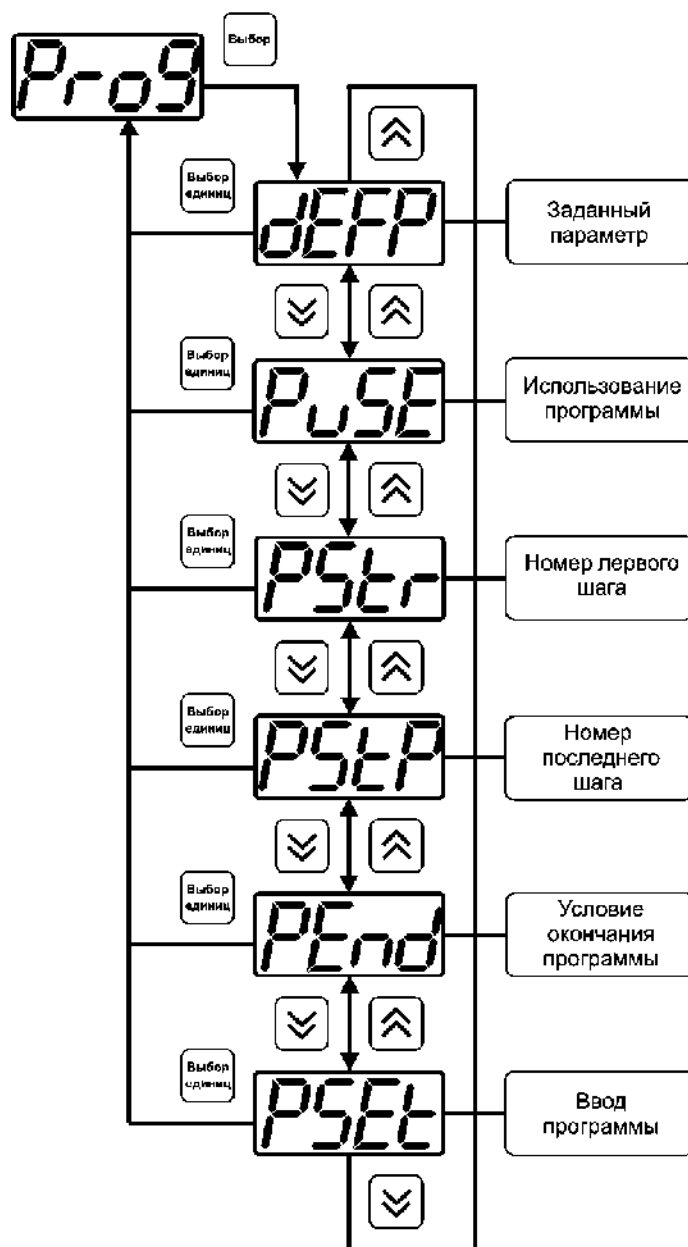 Выбор
Prog
Выбор
единиц
dEFP
Заданный
параметр
Выбор
единиц
PuSE
Использование
программы
Выбор
единиц
PStr
Номер лервого
шага
Выбор
единиц
PStP
Номер
последнего
шага
Выбор
единиц
PEnd
Условие
окончания
программы
Выбор
единиц
PSEt
Ввод
программы